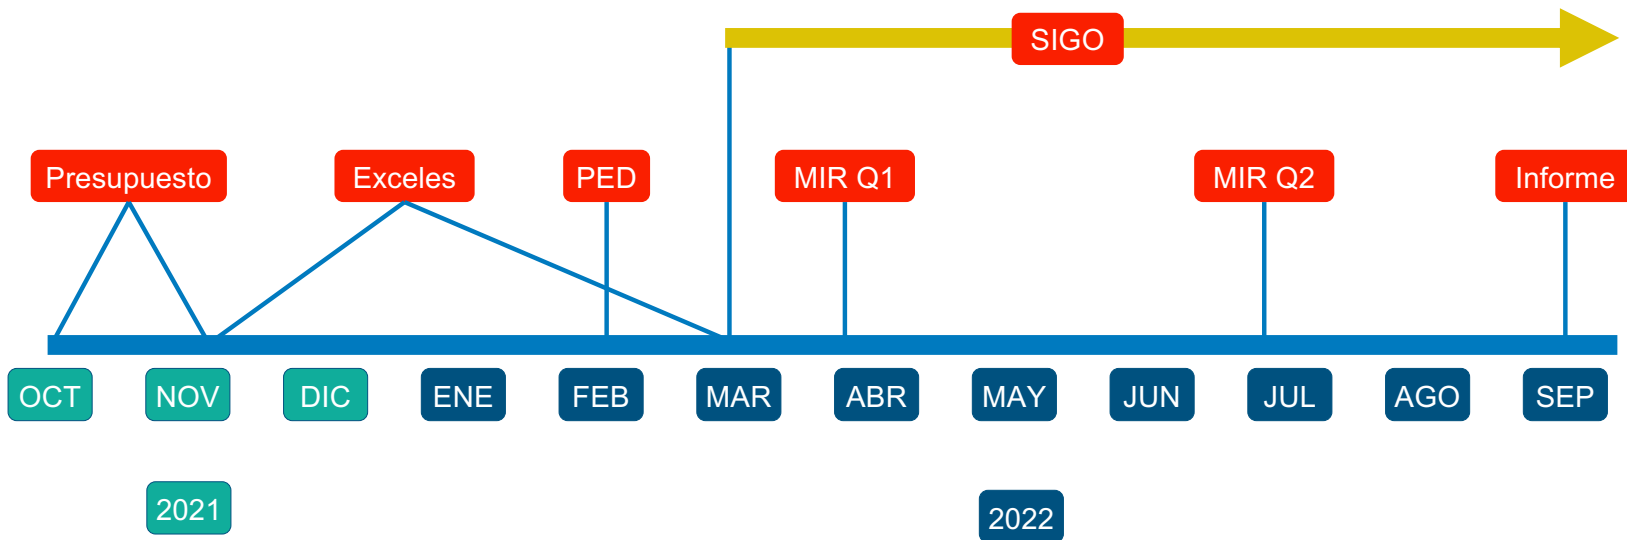 SIGO
Presupuesto
Exceles
PED
MIR Q1
MIR Q2
Informe
OCT
NOV
DIC
ENE
FEB
MAR
ABR
MAY
JUN
JUL
AGO
SEP
2021
2022